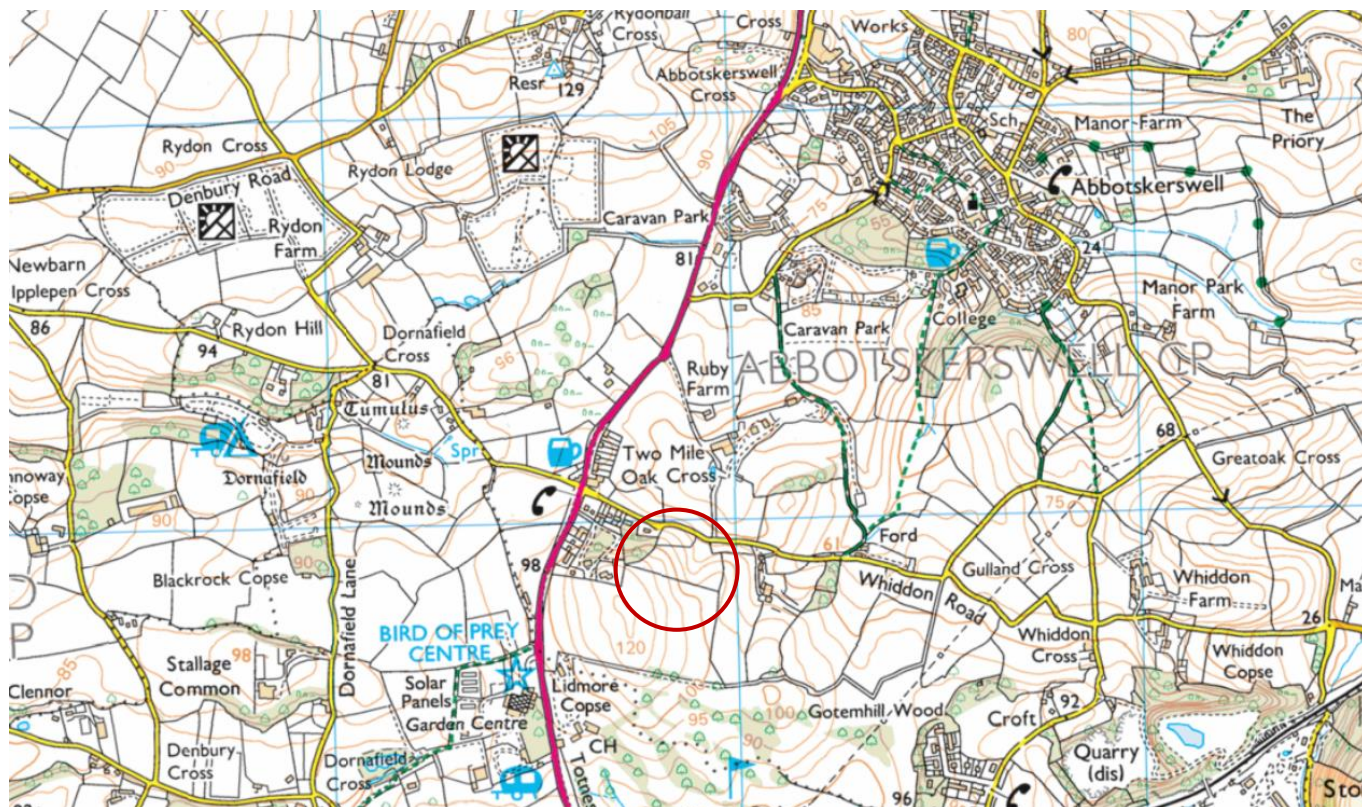 Rydonball
Cross
Cross
Works
80
Resr
129
Abbotskerswell
Cross
Sch
Manor Farm
The
Priory
Rydon Cross
90
105
90
Rydon Lodge
Denbury Road
Abbotskerswell
Rydon
Farm
Caravan Park
75
55
81
24
Newbarn
Ipplepen Cross
Manor Park
Farm
86
Rydon Hill
Dornafield
Cross
85
Caravan Park
College
94
96
81
Ruby
Farm
ABBOTSKERSWELL CP
Tumulus
Spr
Two Mile
Oak Cross
68
Greatoak Cross
Mounds
Dornafield
90
Mounds
75
90
Copse
61
Ford
90
98
Blackrock Copse
Gulland Cross
Whiddon Road
Whiddon
Farm
Dornafield Lane
BIRD OF PREY
CENTRE
120
26
Whiddon
Cross
Whiddon
Copse
85
Stallage
Common
98
Solar
Panels
Lidmore
Copse
100
D
Clennor
Garden Centre
95
100
Gotemhill Wood
92
Croft
90
CH
Denbury
Cross
Dornafield
Cross
Quarry
(dis)
96
Sto